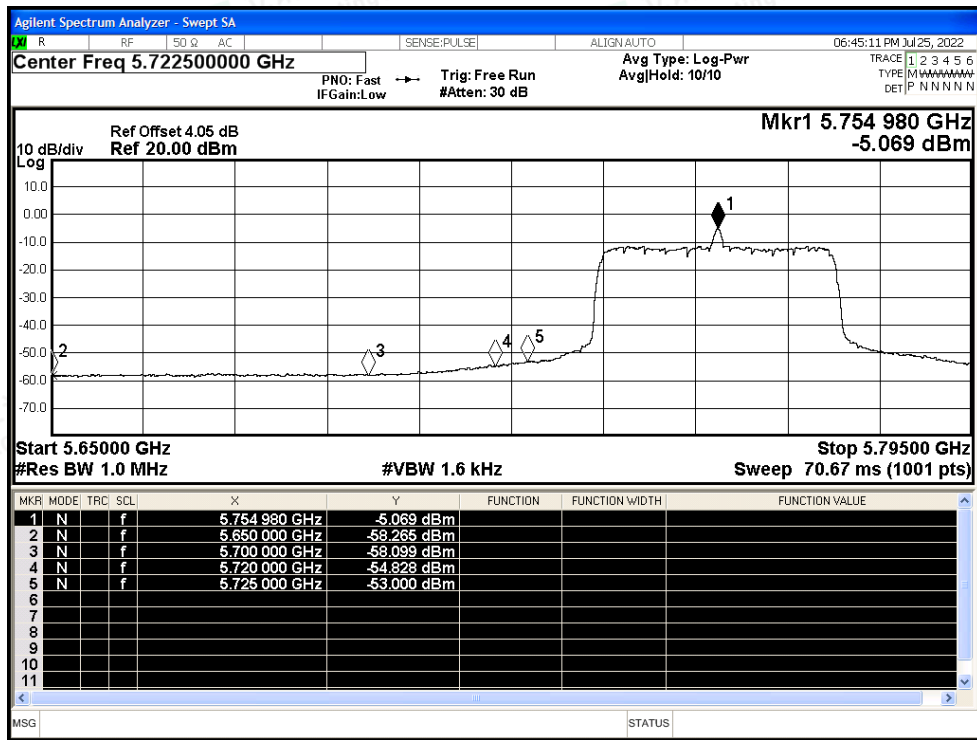 Agilent Spectrum Analyzer - Swept SA
LXI R RF 50 Ω AC SENSE:PULSE ALIGN AUTO 06:45:11 PM Jul 25, 2022
Center Freq 5.722500000 GHz
PNO: Fast
IFGain:Low
Trig: Free Run
#Atten: 30 dB
Avg Type: Log-Pwr
Avg|Hold: 10/10
TRACE 1 2 3 4 5 6
TYPE M WWWWW
DET P N N N N N
Mkr1 5.754 980 GHz
-5.069 dBm
Ref Offset 4.05 dB
10 dB/div Ref 20.00 dBm
Log
10.0
0.00
-10.0
-20.0
-30.0
-40.0
-50.0
-60.0
-70.0
1
2
3
4
5
Start 5.65000 GHz Stop 5.79500 GHz
#Res BW 1.0 MHz #VBW 1.6 kHz Sweep 70.67 ms (1001 pts)
MKR MODE TRC SCL X Y FUNCTION FUNCTION WIDTH FUNCTION VALUE
1 N f 5.754 980 GHz -5.069 dBm
2 N f 5.650 000 GHz -58.265 dBm
3 N f 5.700 000 GHz -58.099 dBm
4 N f 5.720 000 GHz -54.828 dBm
5 N f 5.725 000 GHz -53.000 dBm
6
7
8
9
10
11
MSG STATUS